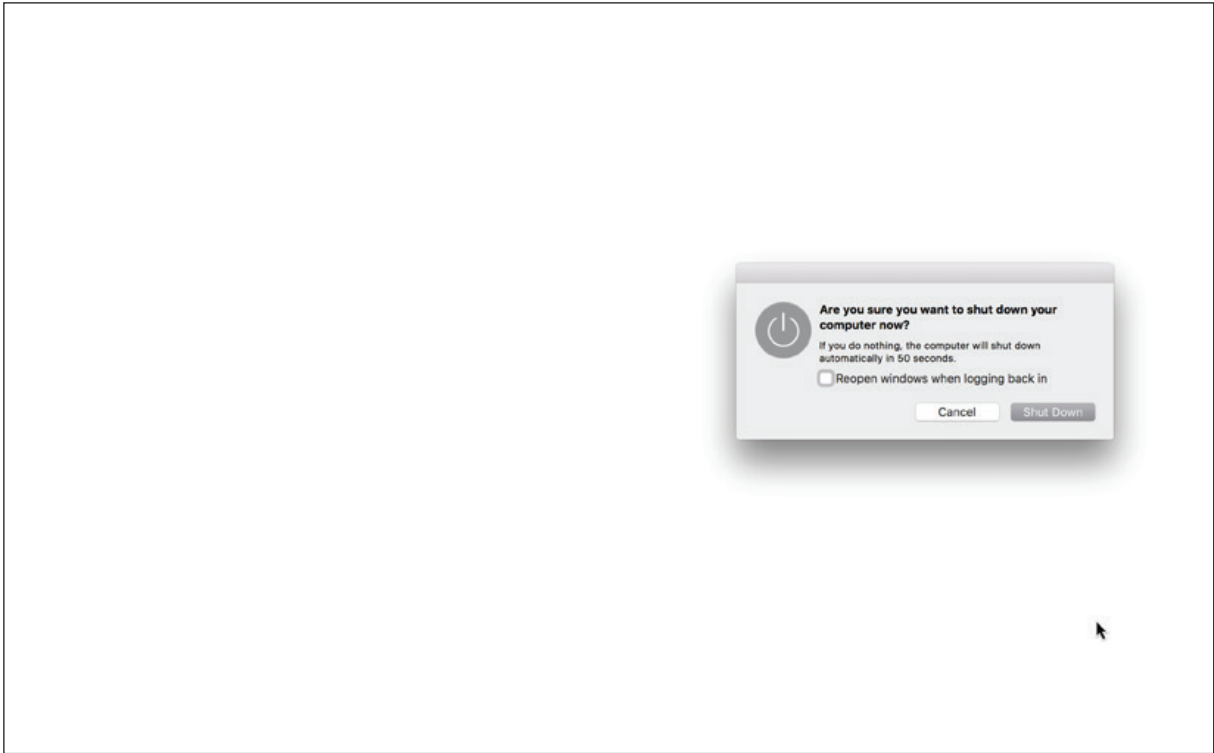 Are you sure you want to shut down your
computer now?
If you do nothing, the computer will shut down
automatically in 50 seconds.
Reopen windows when logging back in
Cancel
Shut Down